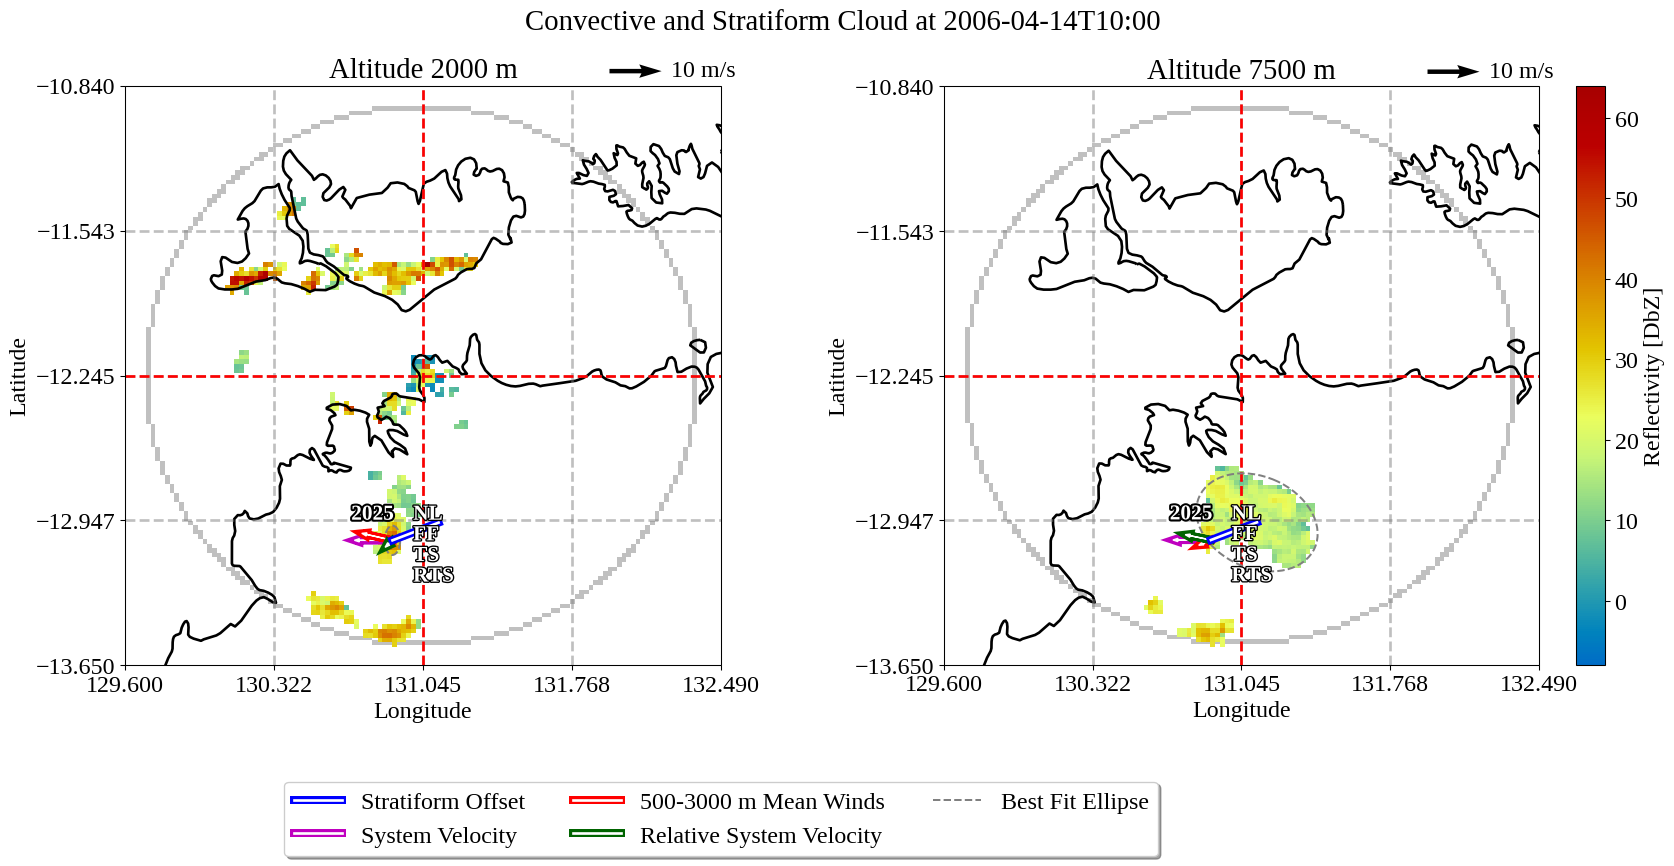 Convective and Stratiform Cloud at 2006-04-14T10:00
Altitude 2000 m
10 m/s
−10.840
−11.543
−12.245
−12.947
−13.650
Latitude
2025
NL
FF
TS
RTS
129.600
130.322
131.045
131.768
132.490
Longitude
Altitude 7500 m
10 m/s
−10.840
−11.543
−12.245
−12.947
−13.650
Latitude
2025
NL
FF
TS
RTS
129.600
130.322
131.045
131.768
132.490
Longitude
60
50
40
30
20
10
0
Reflectivity [DbZ]
Stratiform Offset
System Velocity
500-3000 m Mean Winds
Relative System Velocity
Best Fit Ellipse